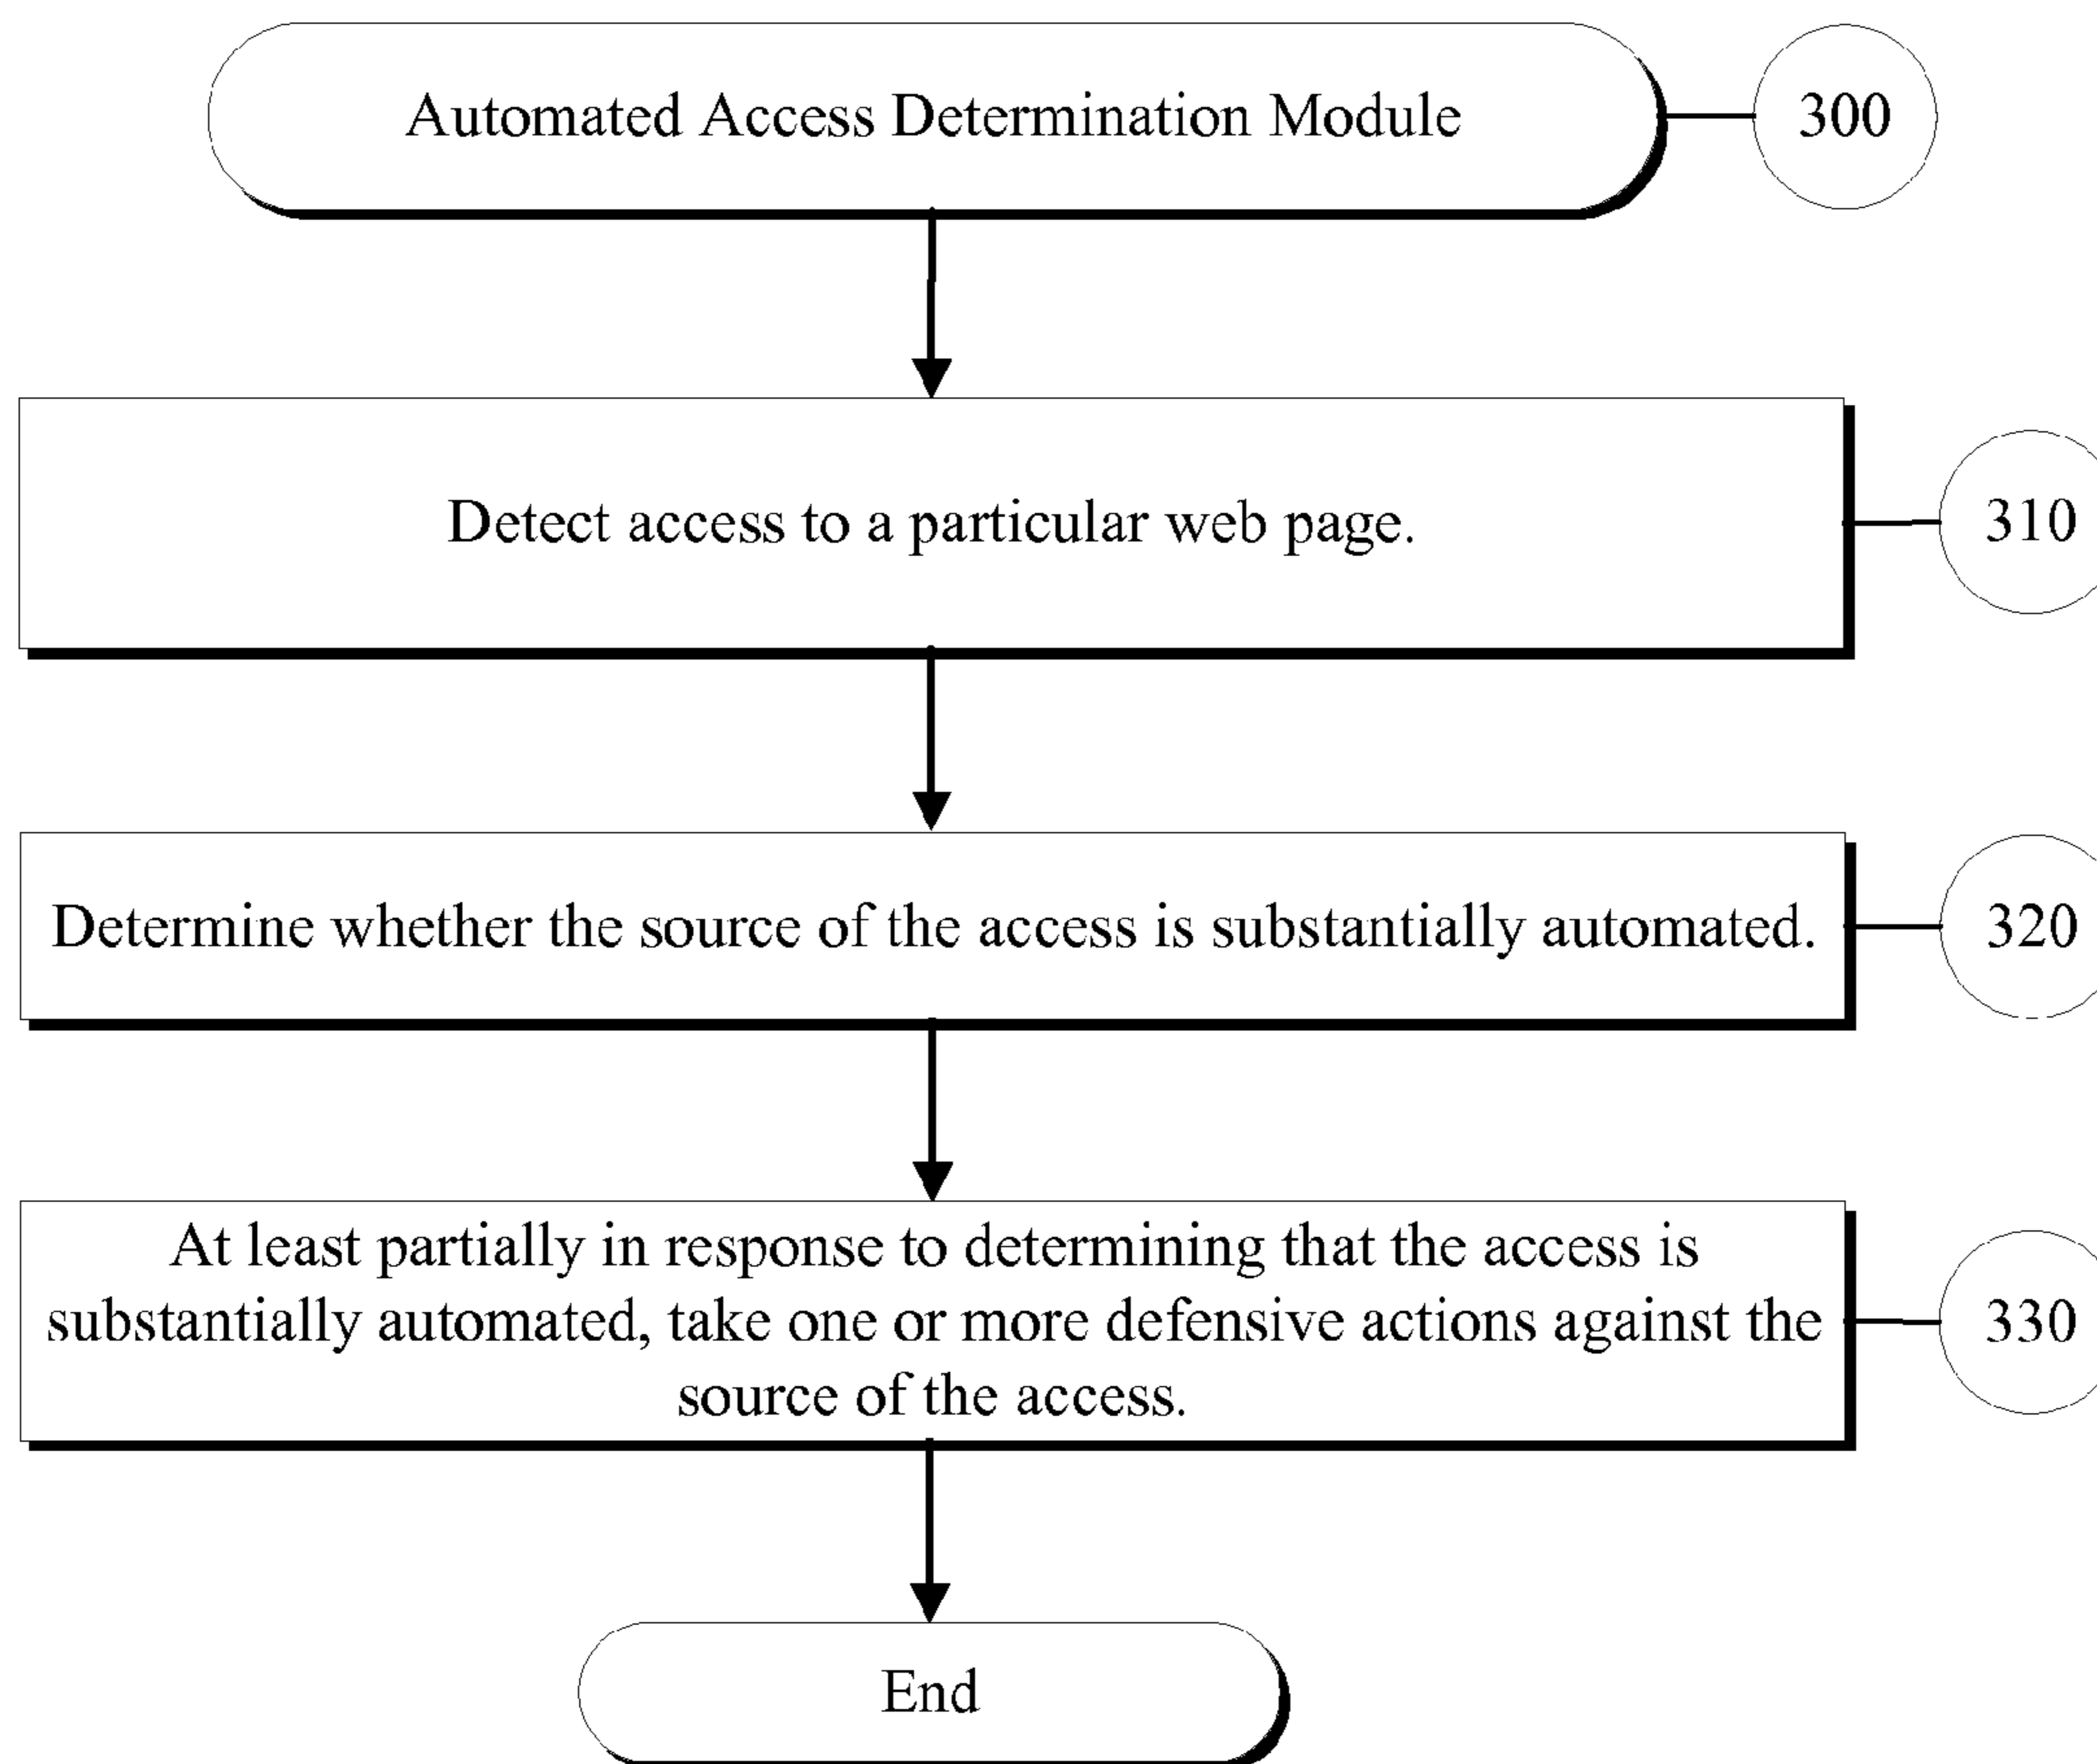 Automated Access Determination Module
300
Detect access to a particular web page.
310
Determine whether the source of the access is substantially automated.
320
At least partially in response to determining that the access is
substantially automated, take one or more defensive actions against the
source of the access.
330
End